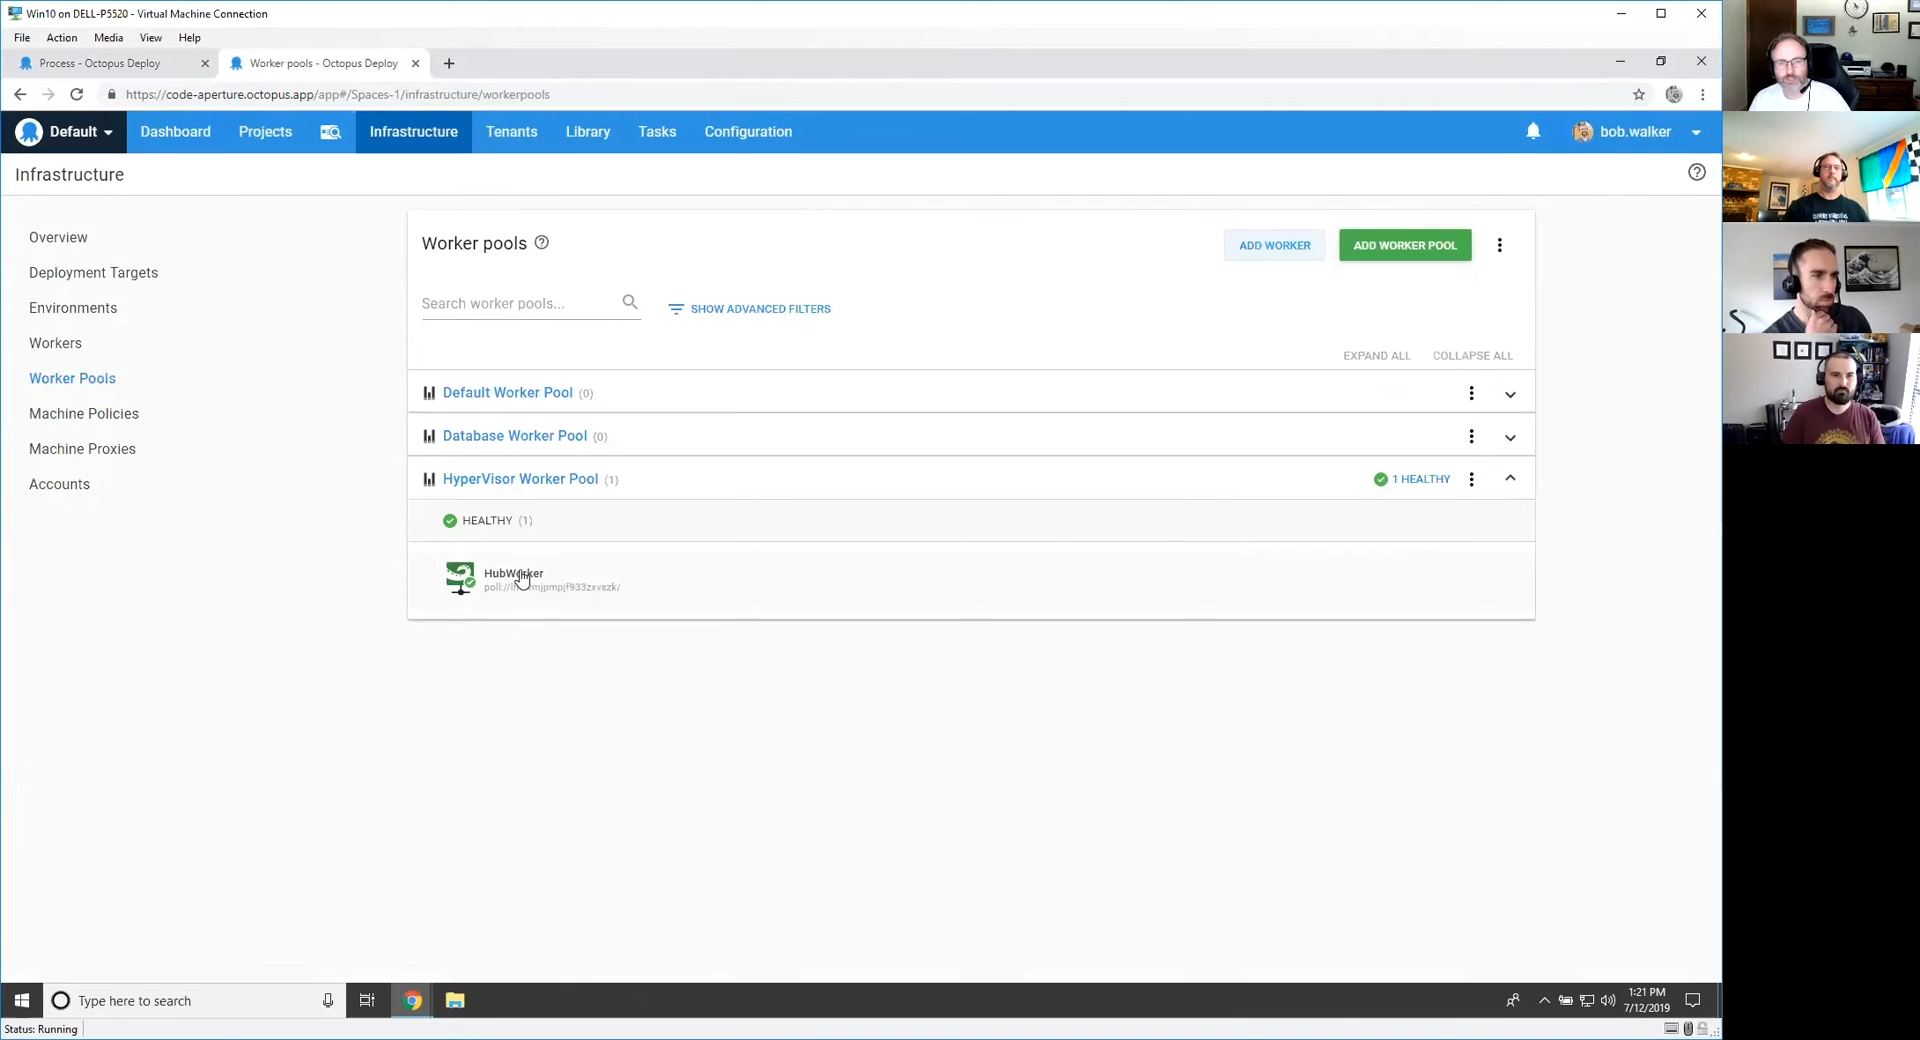 Win10 on DELL-P5520 - Virtual Machine Connection
File Action Media View Help
Process - Octopus Deploy
Worker pools - Octopus Deploy
https://code-aperture.octopus.app/app#/Spaces-1/infrastructure/workerpools
Default Dashboard Projects Infrastructure Tenants Library Tasks Configuration bob.walker
Infrastructure
Overview
Deployment Targets
Environments
Workers
Worker Pools
Machine Policies
Machine Proxies
Accounts
Worker pools
ADD WORKER
ADD WORKER POOL
Search worker pools...
SHOW ADVANCED FILTERS
EXPAND ALL COLLAPSE ALL
Default Worker Pool (0)
Database Worker Pool (0)
HyperVisor Worker Pool (1)
1 HEALTHY
HEALTHY (1)
HubWorker
Type here to search
1:21 PM
7/12/2019
Status: Running